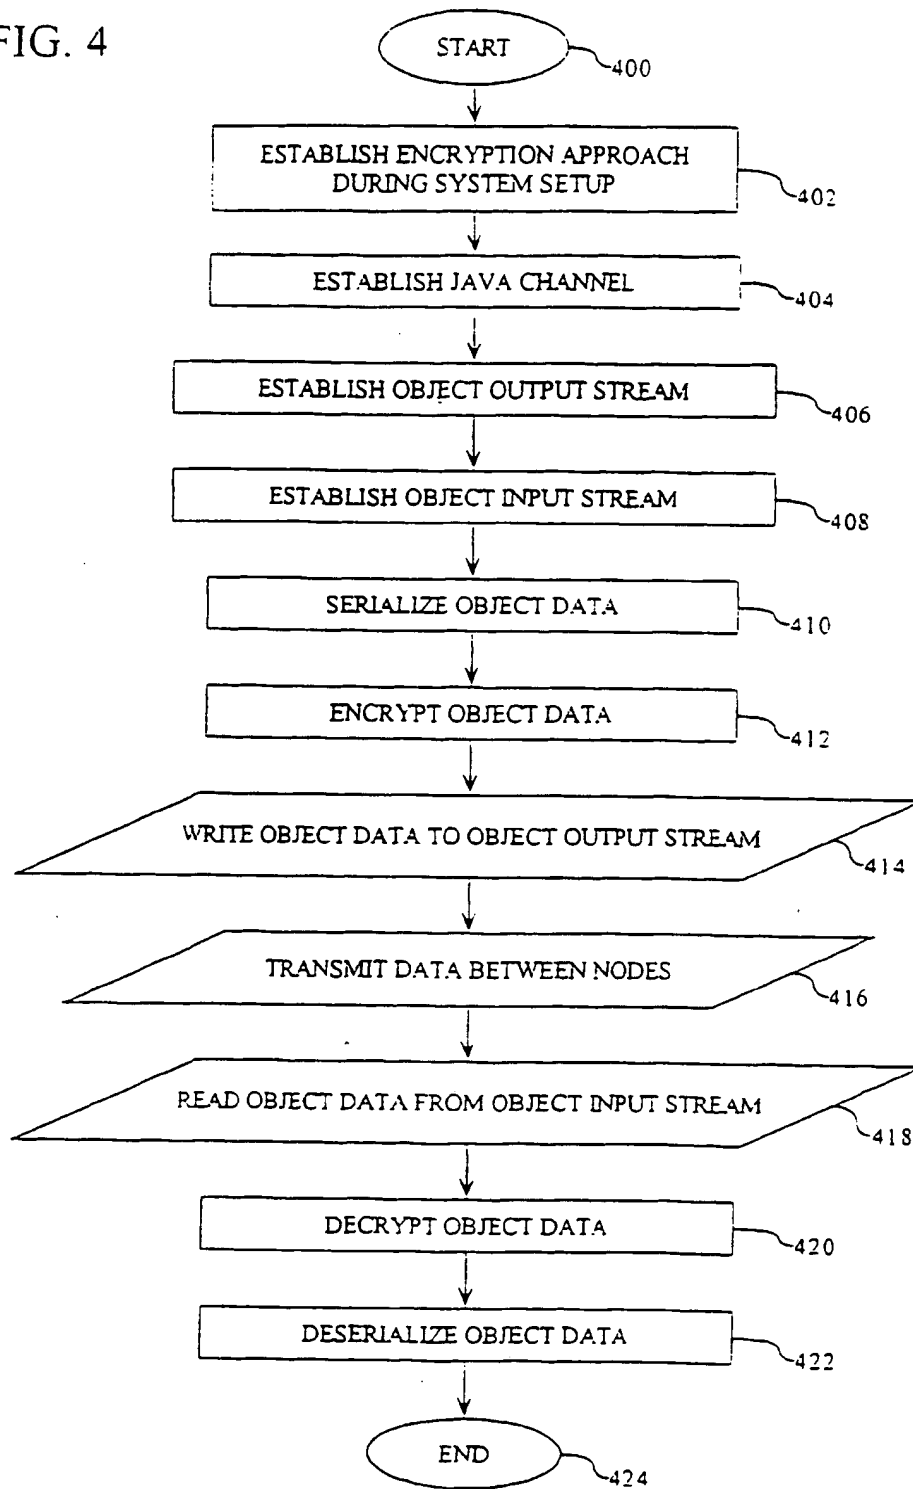 FIG. 4
START
400
ESTABLISH ENCRYPTION APPROACH
DURING SYSTEM SETUP
402
ESTABLISH JAVA CHANNEL
404
ESTABLISH OBJECT OUTPUT STREAM
406
ESTABLISH OBJECT INPUT STREAM
408
SERIALIZE OBJECT DATA
410
ENCRYPT OBJECT DATA
412
WRITE OBJECT DATA TO OBJECT OUTPUT STREAM
414
TRANSMIT DATA BETWEEN NODES
416
READ OBJECT DATA FROM OBJECT INPUT STREAM
418
DECRYPT OBJECT DATA
420
DESERIALIZE OBJECT DATA
422
END
424